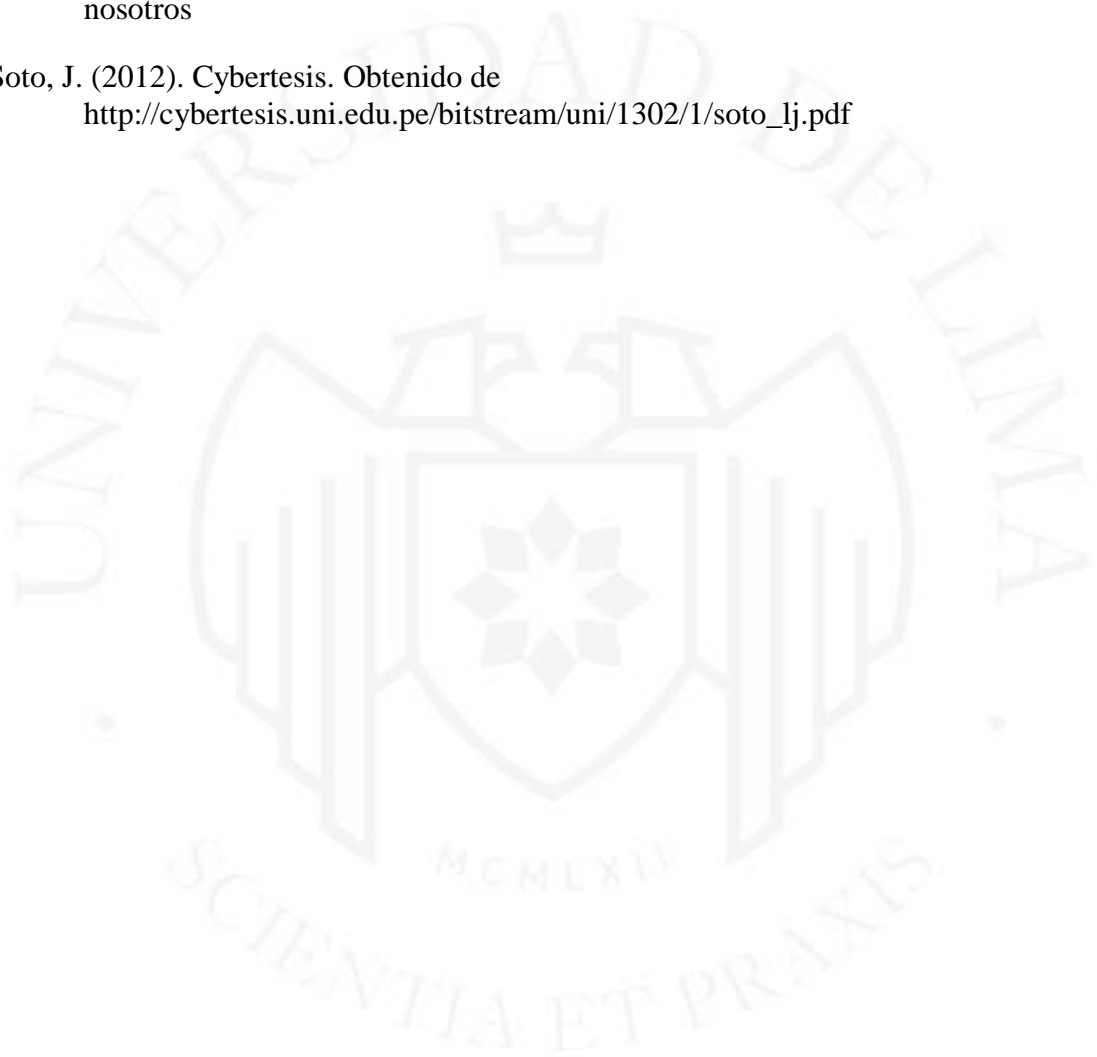 nosotros
Soto, J. (2012). Cybertesis. Obtenido de
http://cybertesis.uni.edu.pe/bitstream/uni/1302/1/soto_lj.pdf
UNIVERSIDAD DE LIMA
MCMLXII
SCIENTIA ET PRAXIS